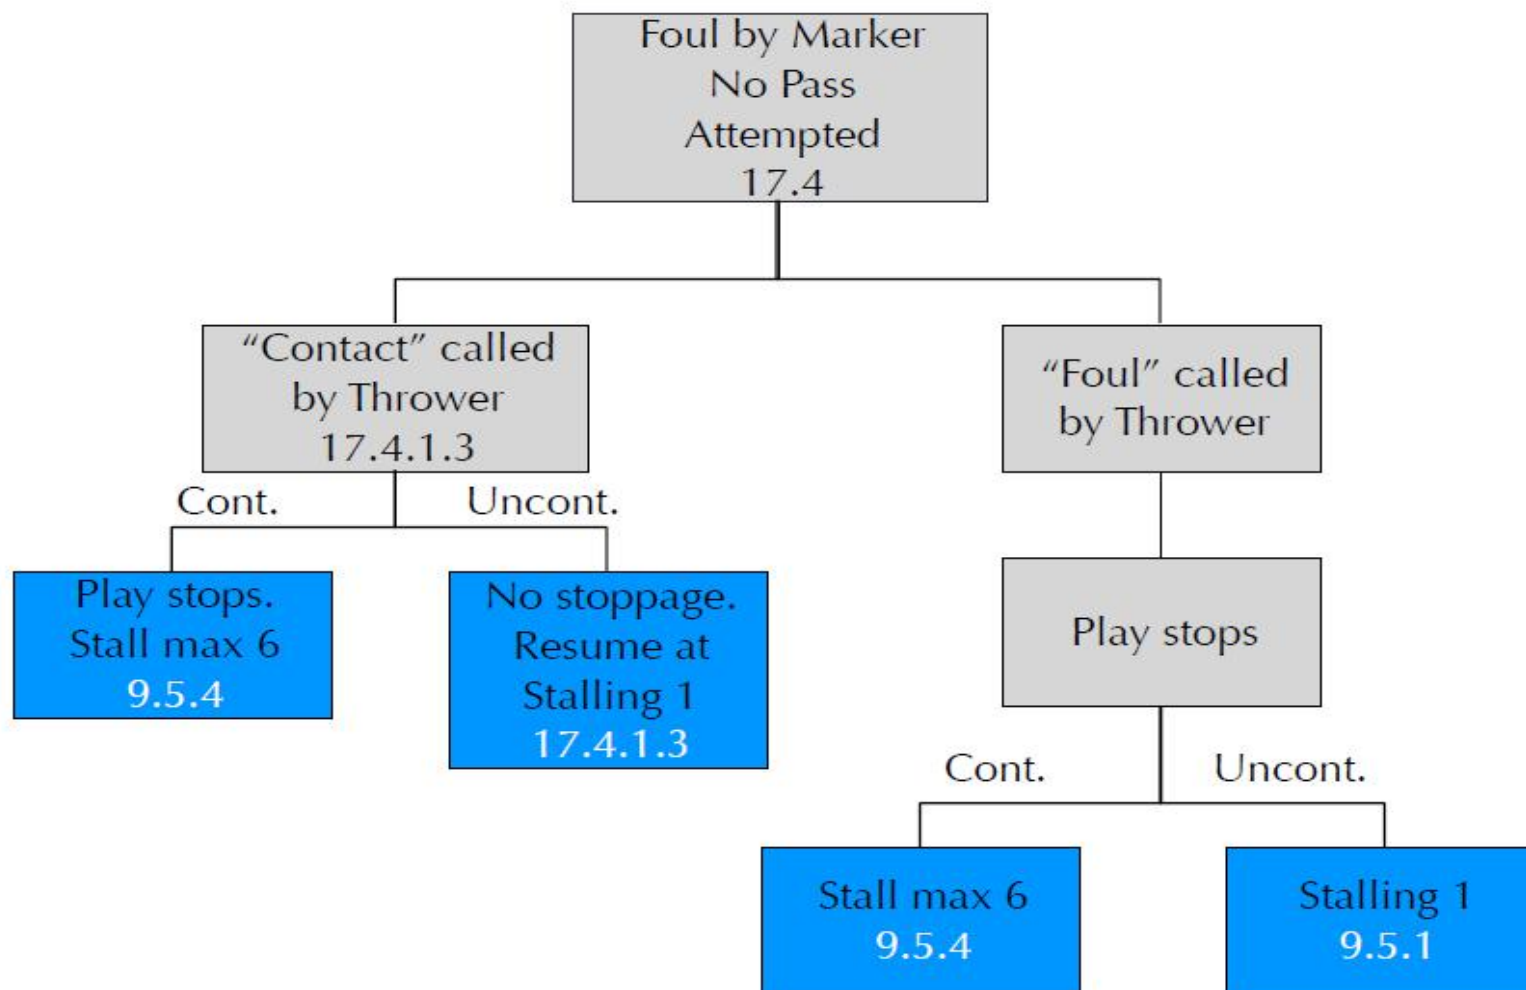 Foul by Marker
No Pass
Attempted
17.4
“Contact” called
by Thrower
17.4.1.3
“Foul” called
by Thrower
Cont.
Uncont.
Play stops.
Stall max 6
9.5.4
No stoppage.
Resume at
Stalling 1
17.4.1.3
Play stops
Cont.
Uncont.
Stall max 6
9.5.4
Stalling 1
9.5.1